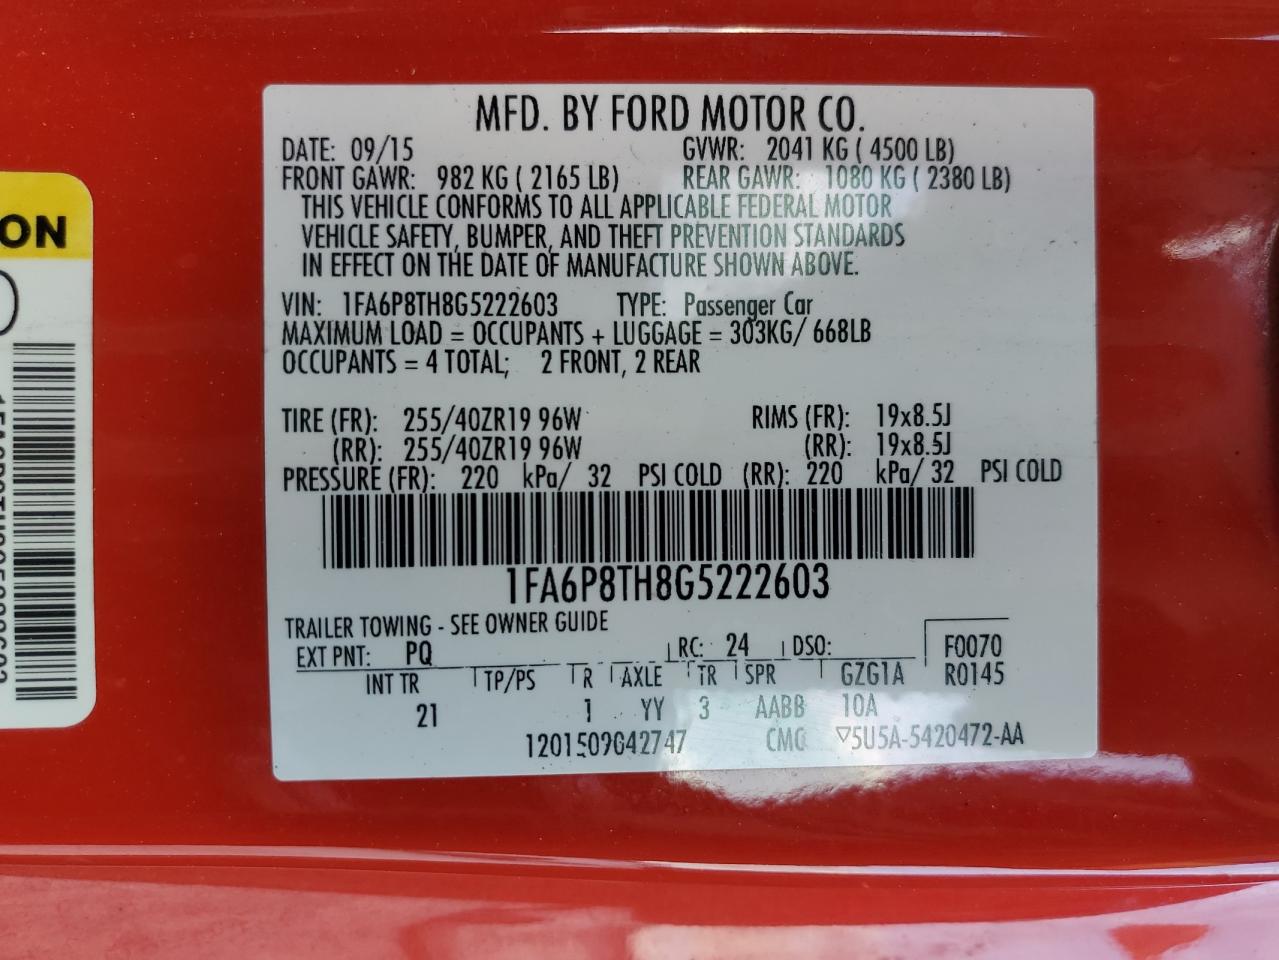 MFD. BY FORD MOTOR CO.
DATE: 09/15 GVWR: 2041 KG ( 4500 LB)
FRONT GAWR: 982 KG ( 2165 LB) REAR GAWR: 1080 KG ( 2380 LB)
THIS VEHICLE CONFORMS TO ALL APPLICABLE FEDERAL MOTOR
VEHICLE SAFETY, BUMPER, AND THEFT PREVENTION STANDARDS
IN EFFECT ON THE DATE OF MANUFACTURE SHOWN ABOVE.
VIN: 1FA6P8TH8G5222603 TYPE: Passenger Car
MAXIMUM LOAD = OCCUPANTS + LUGGAGE = 303KG/ 668LB
OCCUPANTS = 4 TOTAL; 2 FRONT, 2 REAR
TIRE (FR): 255/40ZR19 96W RIMS (FR): 19x8.5J
(RR): 255/40ZR19 96W (RR): 19x8.5J
PRESSURE (FR): 220 kPa/ 32 PSI COLD (RR): 220 kPa/ 32 PSI COLD
1FA6P8TH8G5222603
TRAILER TOWING - SEE OWNER GUIDE
EXT PNT: PQ RC: 24 DSO: F0070
INT TR TP/PS R AXLE TR SPR GZG1A R0145
21 1 YY 3 AABB 10A
CMC ▽5U5A-5420472-AA
ON